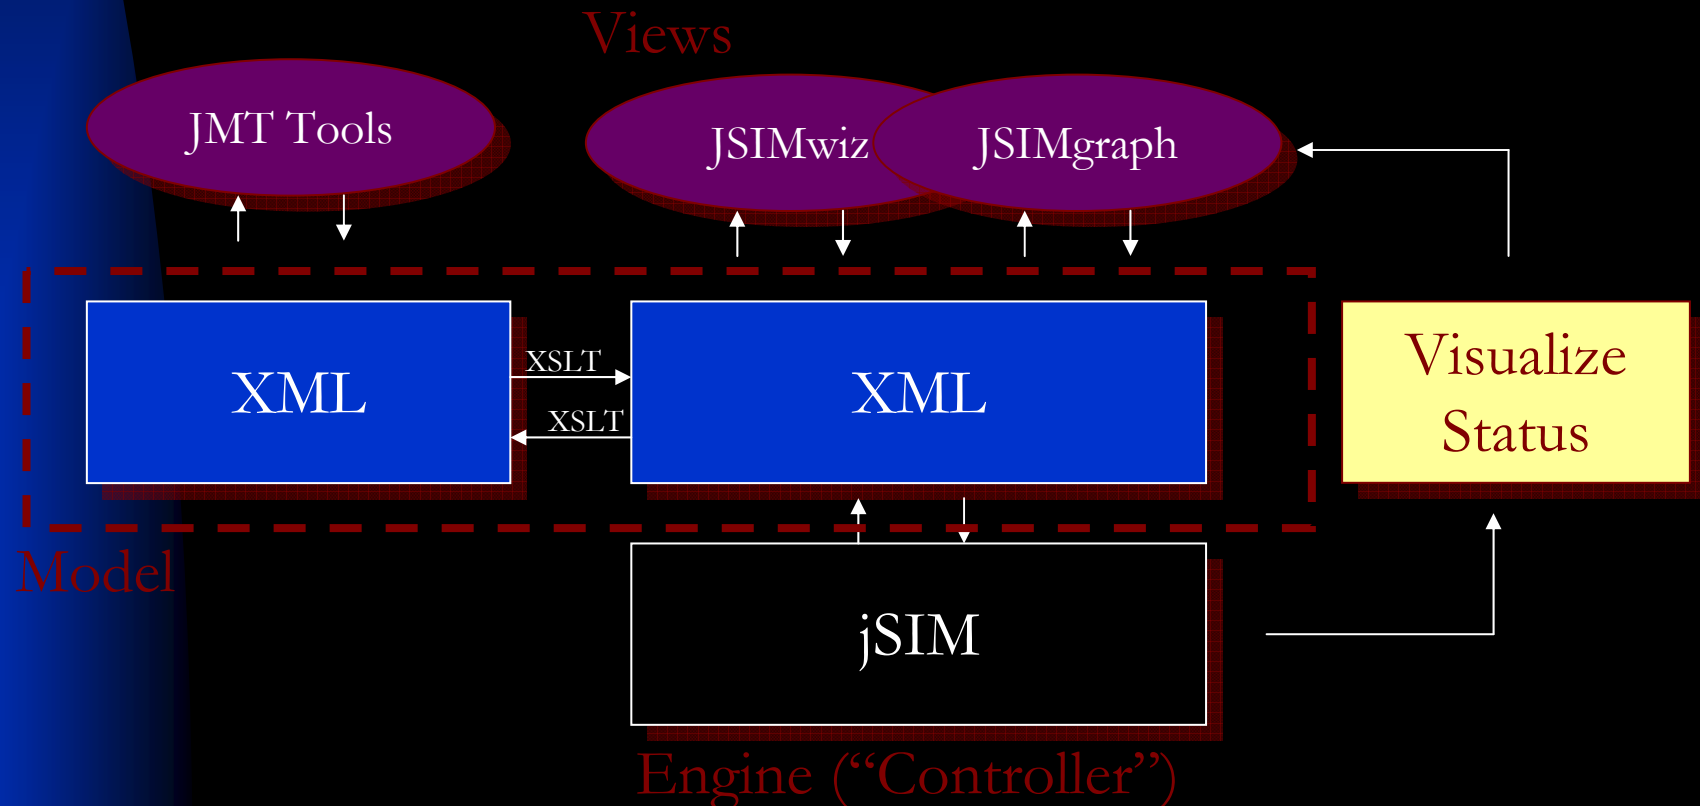 Views
JMT Tools
JSIMwiz
JSIMgraph
XML
XSLT
XSLT
XML
Visualize
Status
Model
jSIM
Engine (“Controller”)